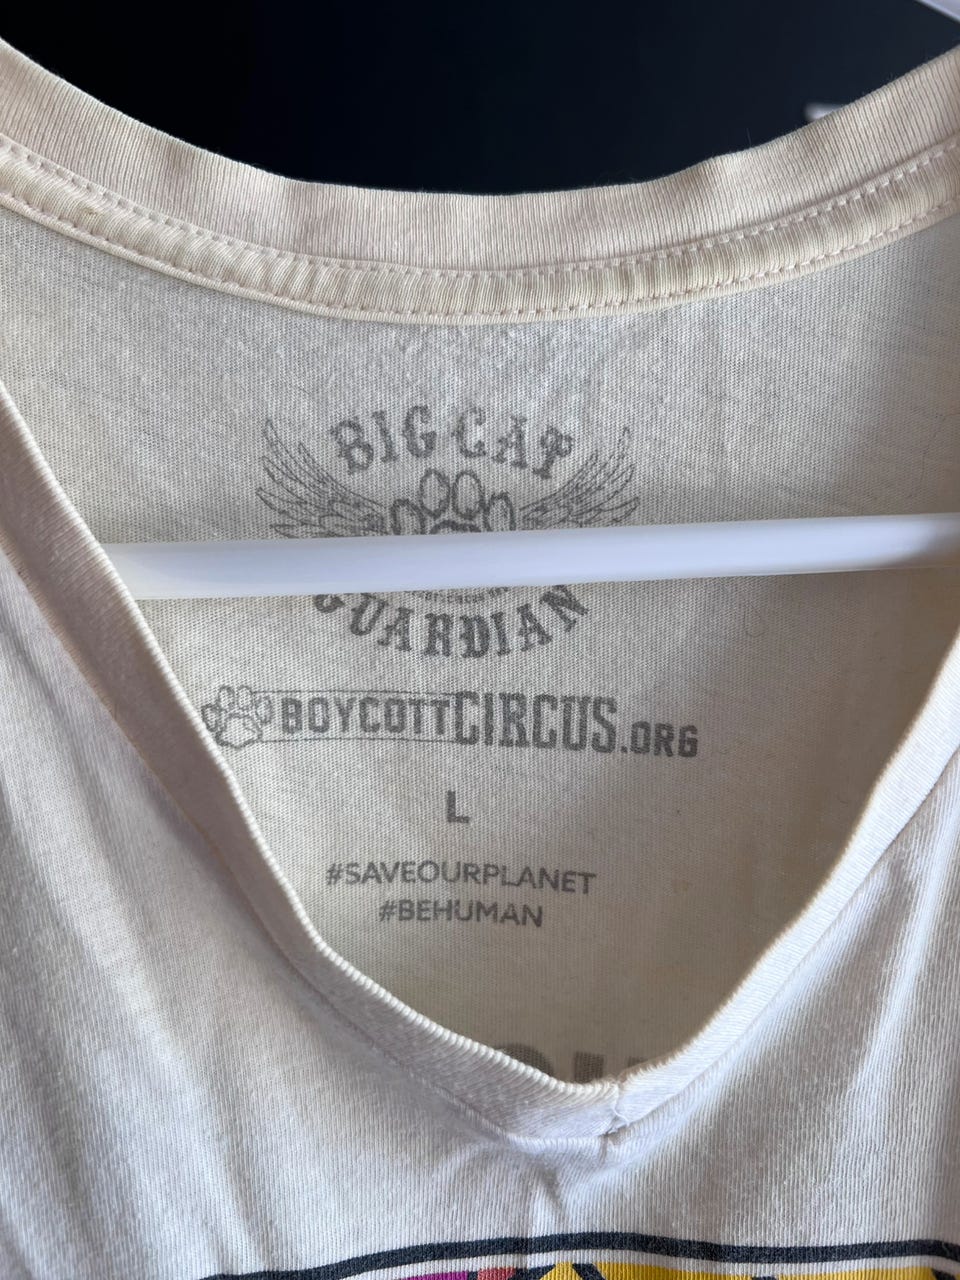 BIG CAT
GUARDIAN
BOYCOTTCIRCUS.ORG
L
#SAVEOURPLANET
#BEHUMAN